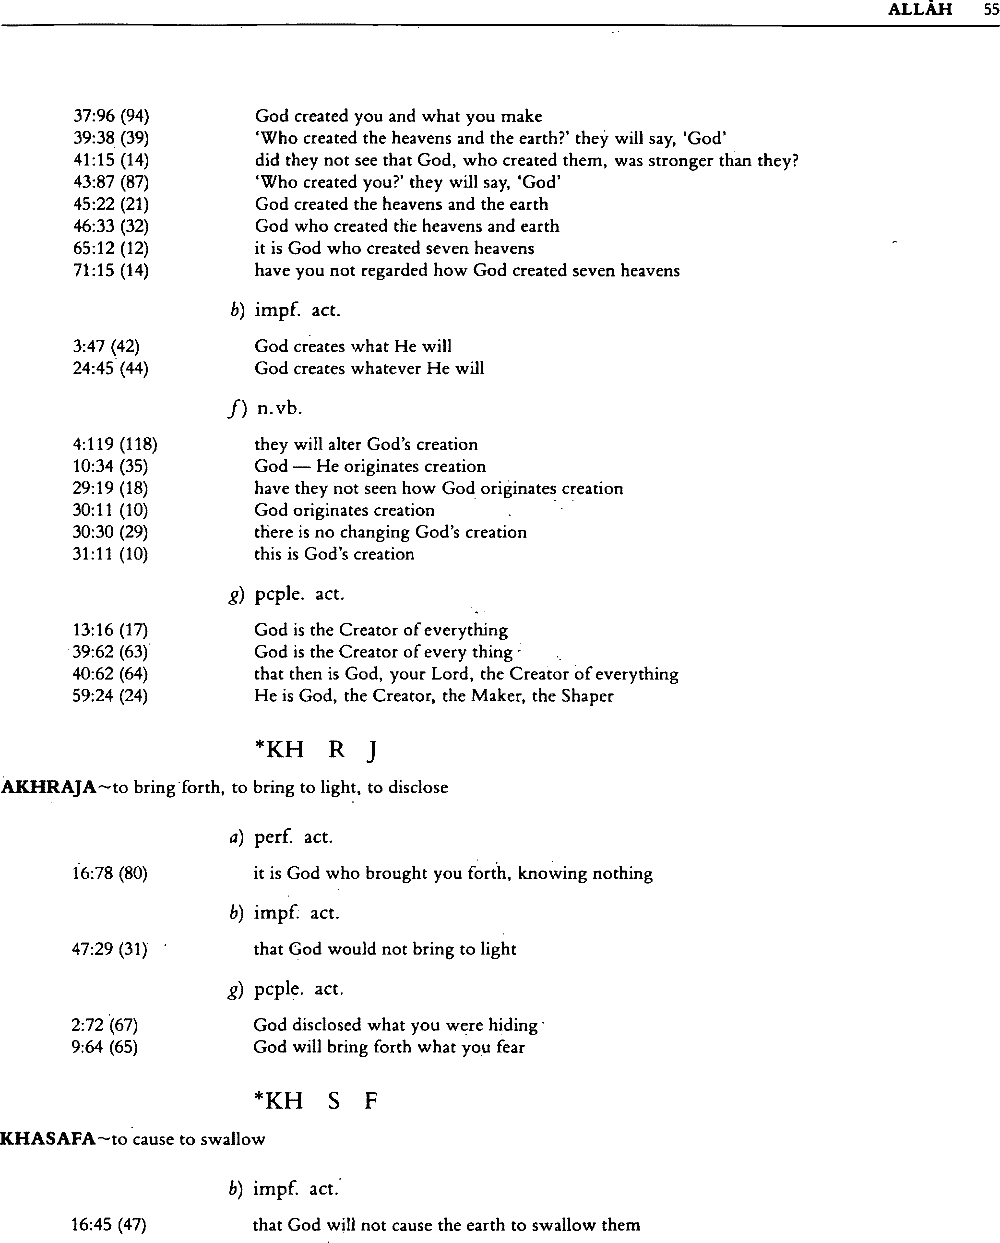 ALLĀH 55
37:96 (94) God created you and what you make
39:38 (39) 'Who created the heavens and the earth?' they will say, 'God'
41:15 (14) did they not see that God, who created them, was stronger than they?
43:87 (87) 'Who created you?' they will say, 'God'
45:22 (21) God created the heavens and the earth
46:33 (32) God who created the heavens and earth
65:12 (12) it is God who created seven heavens
71:15 (14) have you not regarded how God created seven heavens
b) impf. act.
3:47 (42) God creates what He will
24:45 (44) God creates whatever He will
f) n.vb.
4:119 (118) they will alter God's creation
10:34 (35) God — He originates creation
29:19 (18) have they not seen how God originates creation
30:11 (10) God originates creation
30:30 (29) there is no changing God's creation
31:11 (10) this is God's creation
g) pcple. act.
13:16 (17) God is the Creator of everything
39:62 (63) God is the Creator of every thing
40:62 (64) that then is God, your Lord, the Creator of everything
59:24 (24) He is God, the Creator, the Maker, the Shaper
*KH R J
AKHRAJA~to bring forth, to bring to light, to disclose
a) perf. act.
16:78 (80) it is God who brought you forth, knowing nothing
b) impf. act.
47:29 (31) that God would not bring to light
g) pcple. act.
2:72 (67) God disclosed what you were hiding
9:64 (65) God will bring forth what you fear
*KH S F
KHASAFA~to cause to swallow
b) impf. act.
16:45 (47) that God will not cause the earth to swallow them